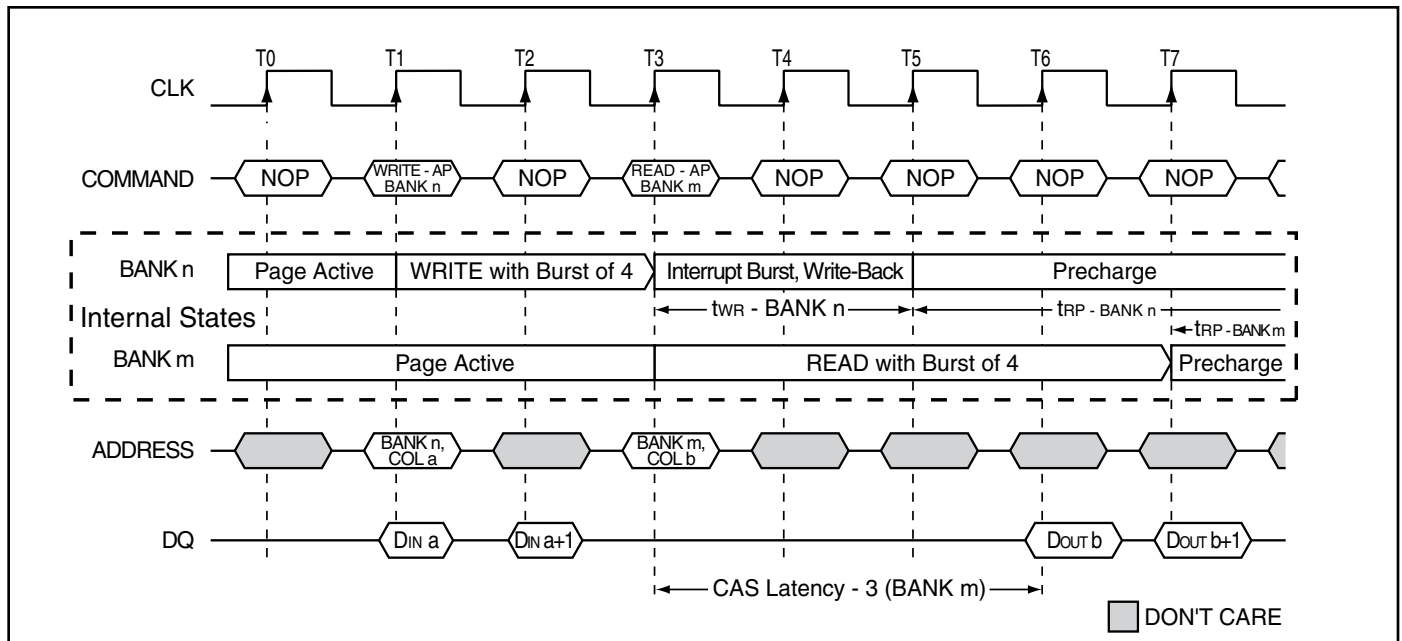 T0 T1 T2 T3 T4 T5 T6 T7
CLK
COMMAND NOP WRITE - AP BANK n NOP READ - AP BANK m NOP NOP NOP NOP
BANK n Page Active WRITE with Burst of 4 Interrupt Burst, Write-Back Precharge
tWR - BANK n tRP - BANK n
Internal States
tRP - BANK m
BANK m Page Active READ with Burst of 4 Precharge
ADDRESS BANK n, COL a BANK m, COL b
DQ DIN a DIN a+1 DOUT b DOUT b+1
CAS Latency - 3 (BANK m)
DON'T CARE